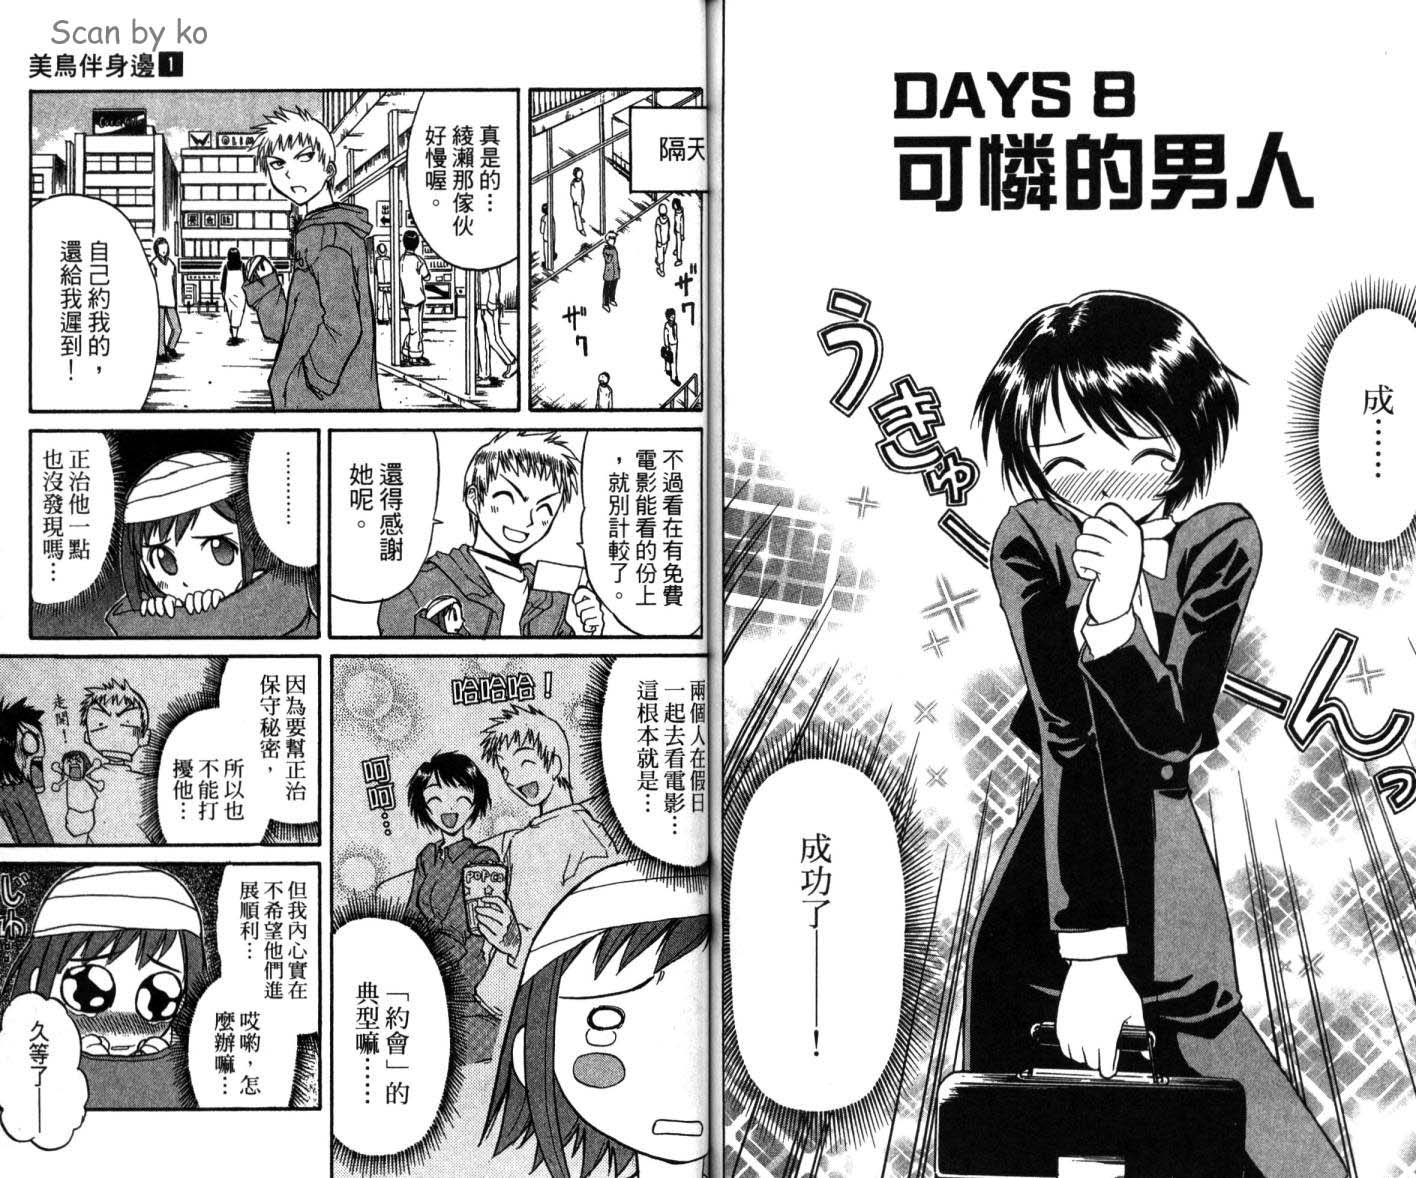 Scan by ko
美鳥伴身邊1
DAYS 8
可憐的男人
成……
うきゅーーんっ
成功了——！
隔天
ザワ
ザワ
真是的…
綾瀨那傢伙
好慢喔。
自己約我的，
還給我遲到！
不過看在有免費
電影能看的份上
，就別計較了。
還得感謝
她呢。
………
正治他一點
也沒發現嗎…
兩個人在假日
一起去看電影…
這根本就是…
哈哈哈！
呵呵…
POPCO
「約會」的
典型嘛……
因為要幫正治
保守秘密，
所以也
不能打
擾他…
走開！
但我內心實在
不希望他們進
展順利…
哎喲，怎
麼辦嘛…
じゅ
久等了——